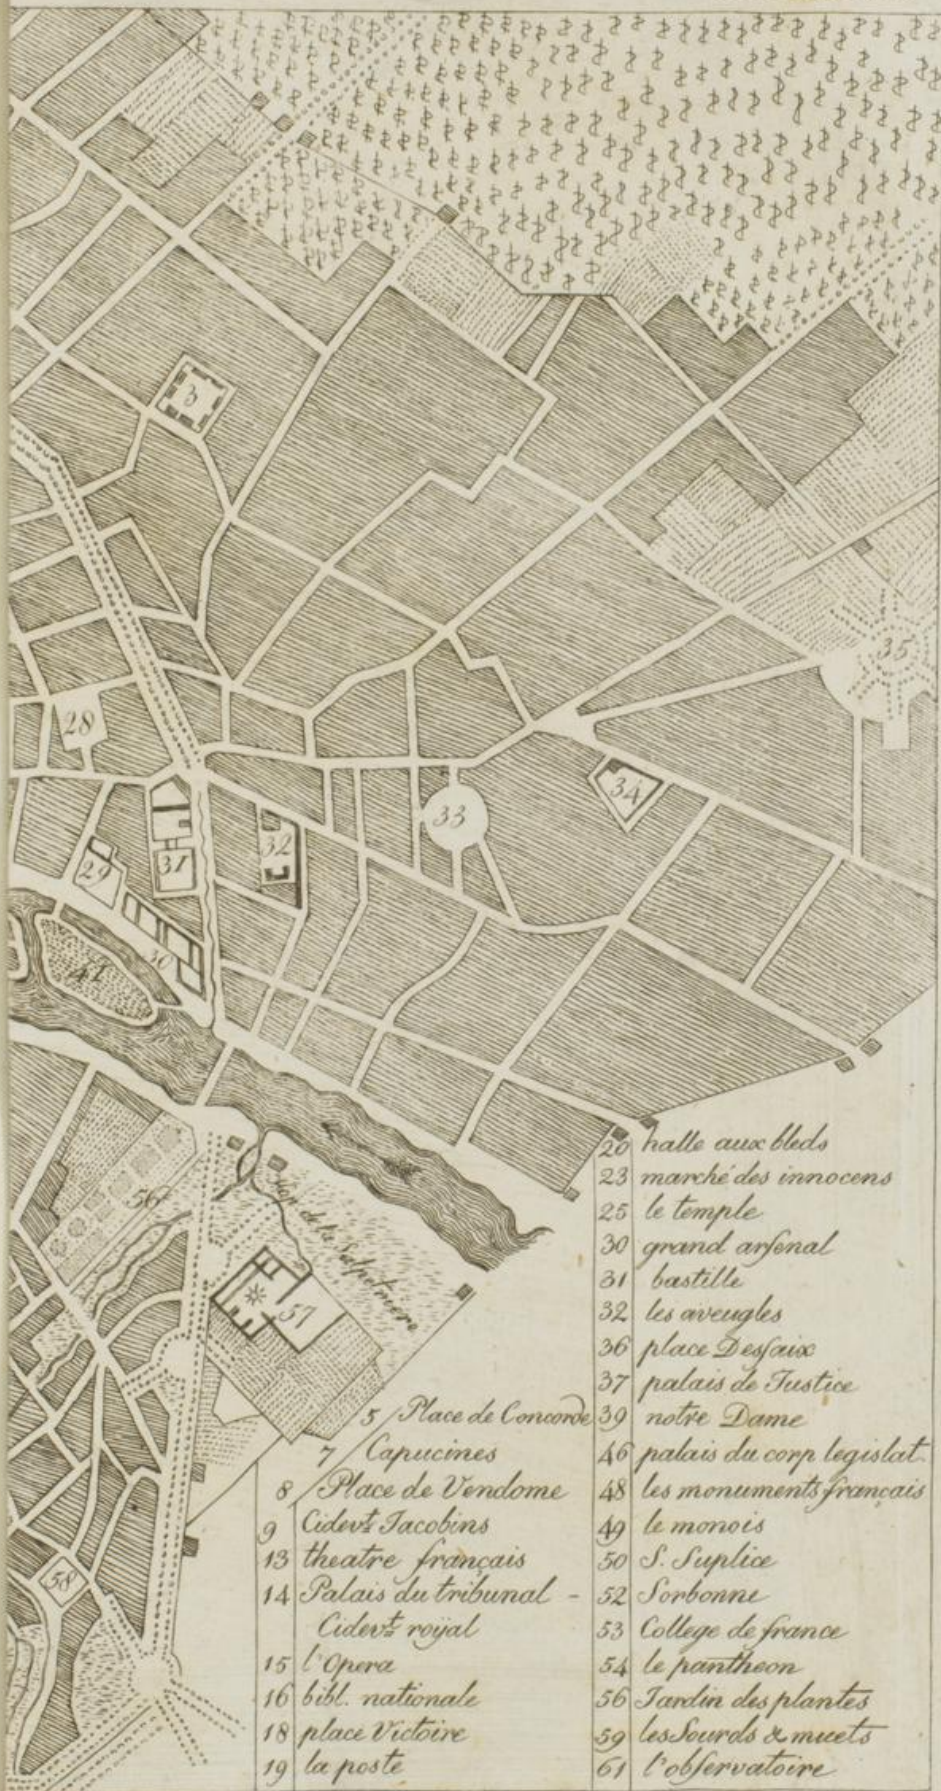 3
35
28
34
33
31
32
29
30
41
56
hop. de la Salpetriere
57
58
5 Place de Concorde
7 Capucines
8 Place de Vendome
9 Cidevt. Jacobins
13 theatre français
14 Palais du tribunal -
Cidevt. roÿal
15 l'Opera
16 bibl. nationale
18 place Victoire
19 la poste
20 halle aux bleds
23 marché des innocens
25 le temple
30 grand arſenal
31 bastille
32 les aveugles
36 place Desſaix
37 palais de Justice
39 notre Dame
46 palais du corp legislat.
48 les monuments français
49 le monois
50 S. Suplice
52 Sorbonne
53 College de france
54 le pantheon
56 Jardin des plantes
59 les Sourds & muets
61 l'obſervatoire